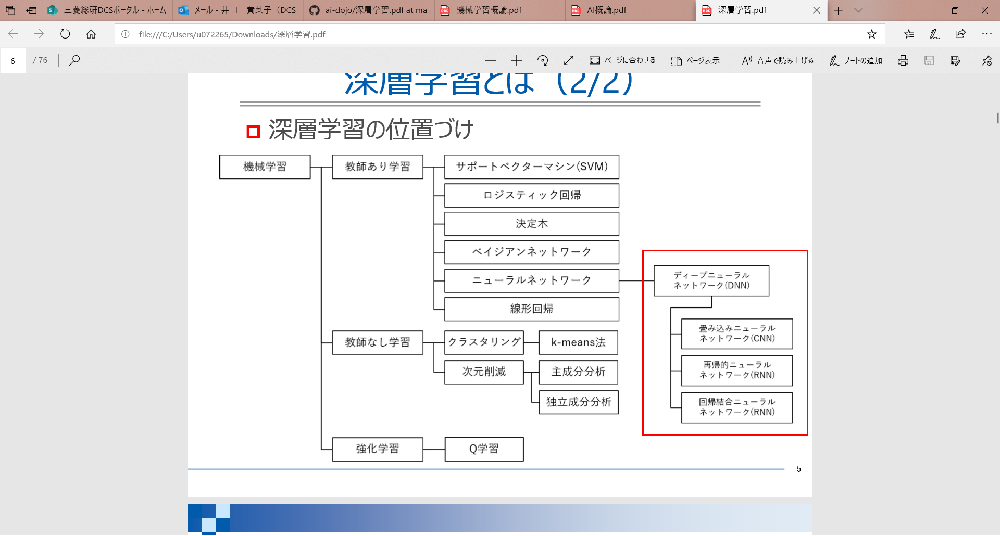 三菱総研DCSポータル - ホーム
メール - 井口 黄菜子（DCS
ai-dojo/深層学習.pdf at mas
機械学習概論.pdf
AI概論.pdf
深層学習.pdf
file:///C:/Users/u072265/Downloads/深層学習.pdf
6 / 76
ページに合わせる
ページ表示
音声で読み上げる
ノートの追加
深層学習とは（2/2）
深層学習の位置づけ
機械学習
教師あり学習
サポートベクターマシン(SVM)
ロジスティック回帰
決定木
ベイジアンネットワーク
ニューラルネットワーク
線形回帰
ディープニューラル
ネットワーク(DNN)
畳み込みニューラル
ネットワーク(CNN)
再帰的ニューラル
ネットワーク(RNN)
回帰結合ニューラル
ネットワーク(RNN)
教師なし学習
クラスタリング
k-means法
次元削減
主成分分析
独立成分分析
強化学習
Q学習
5